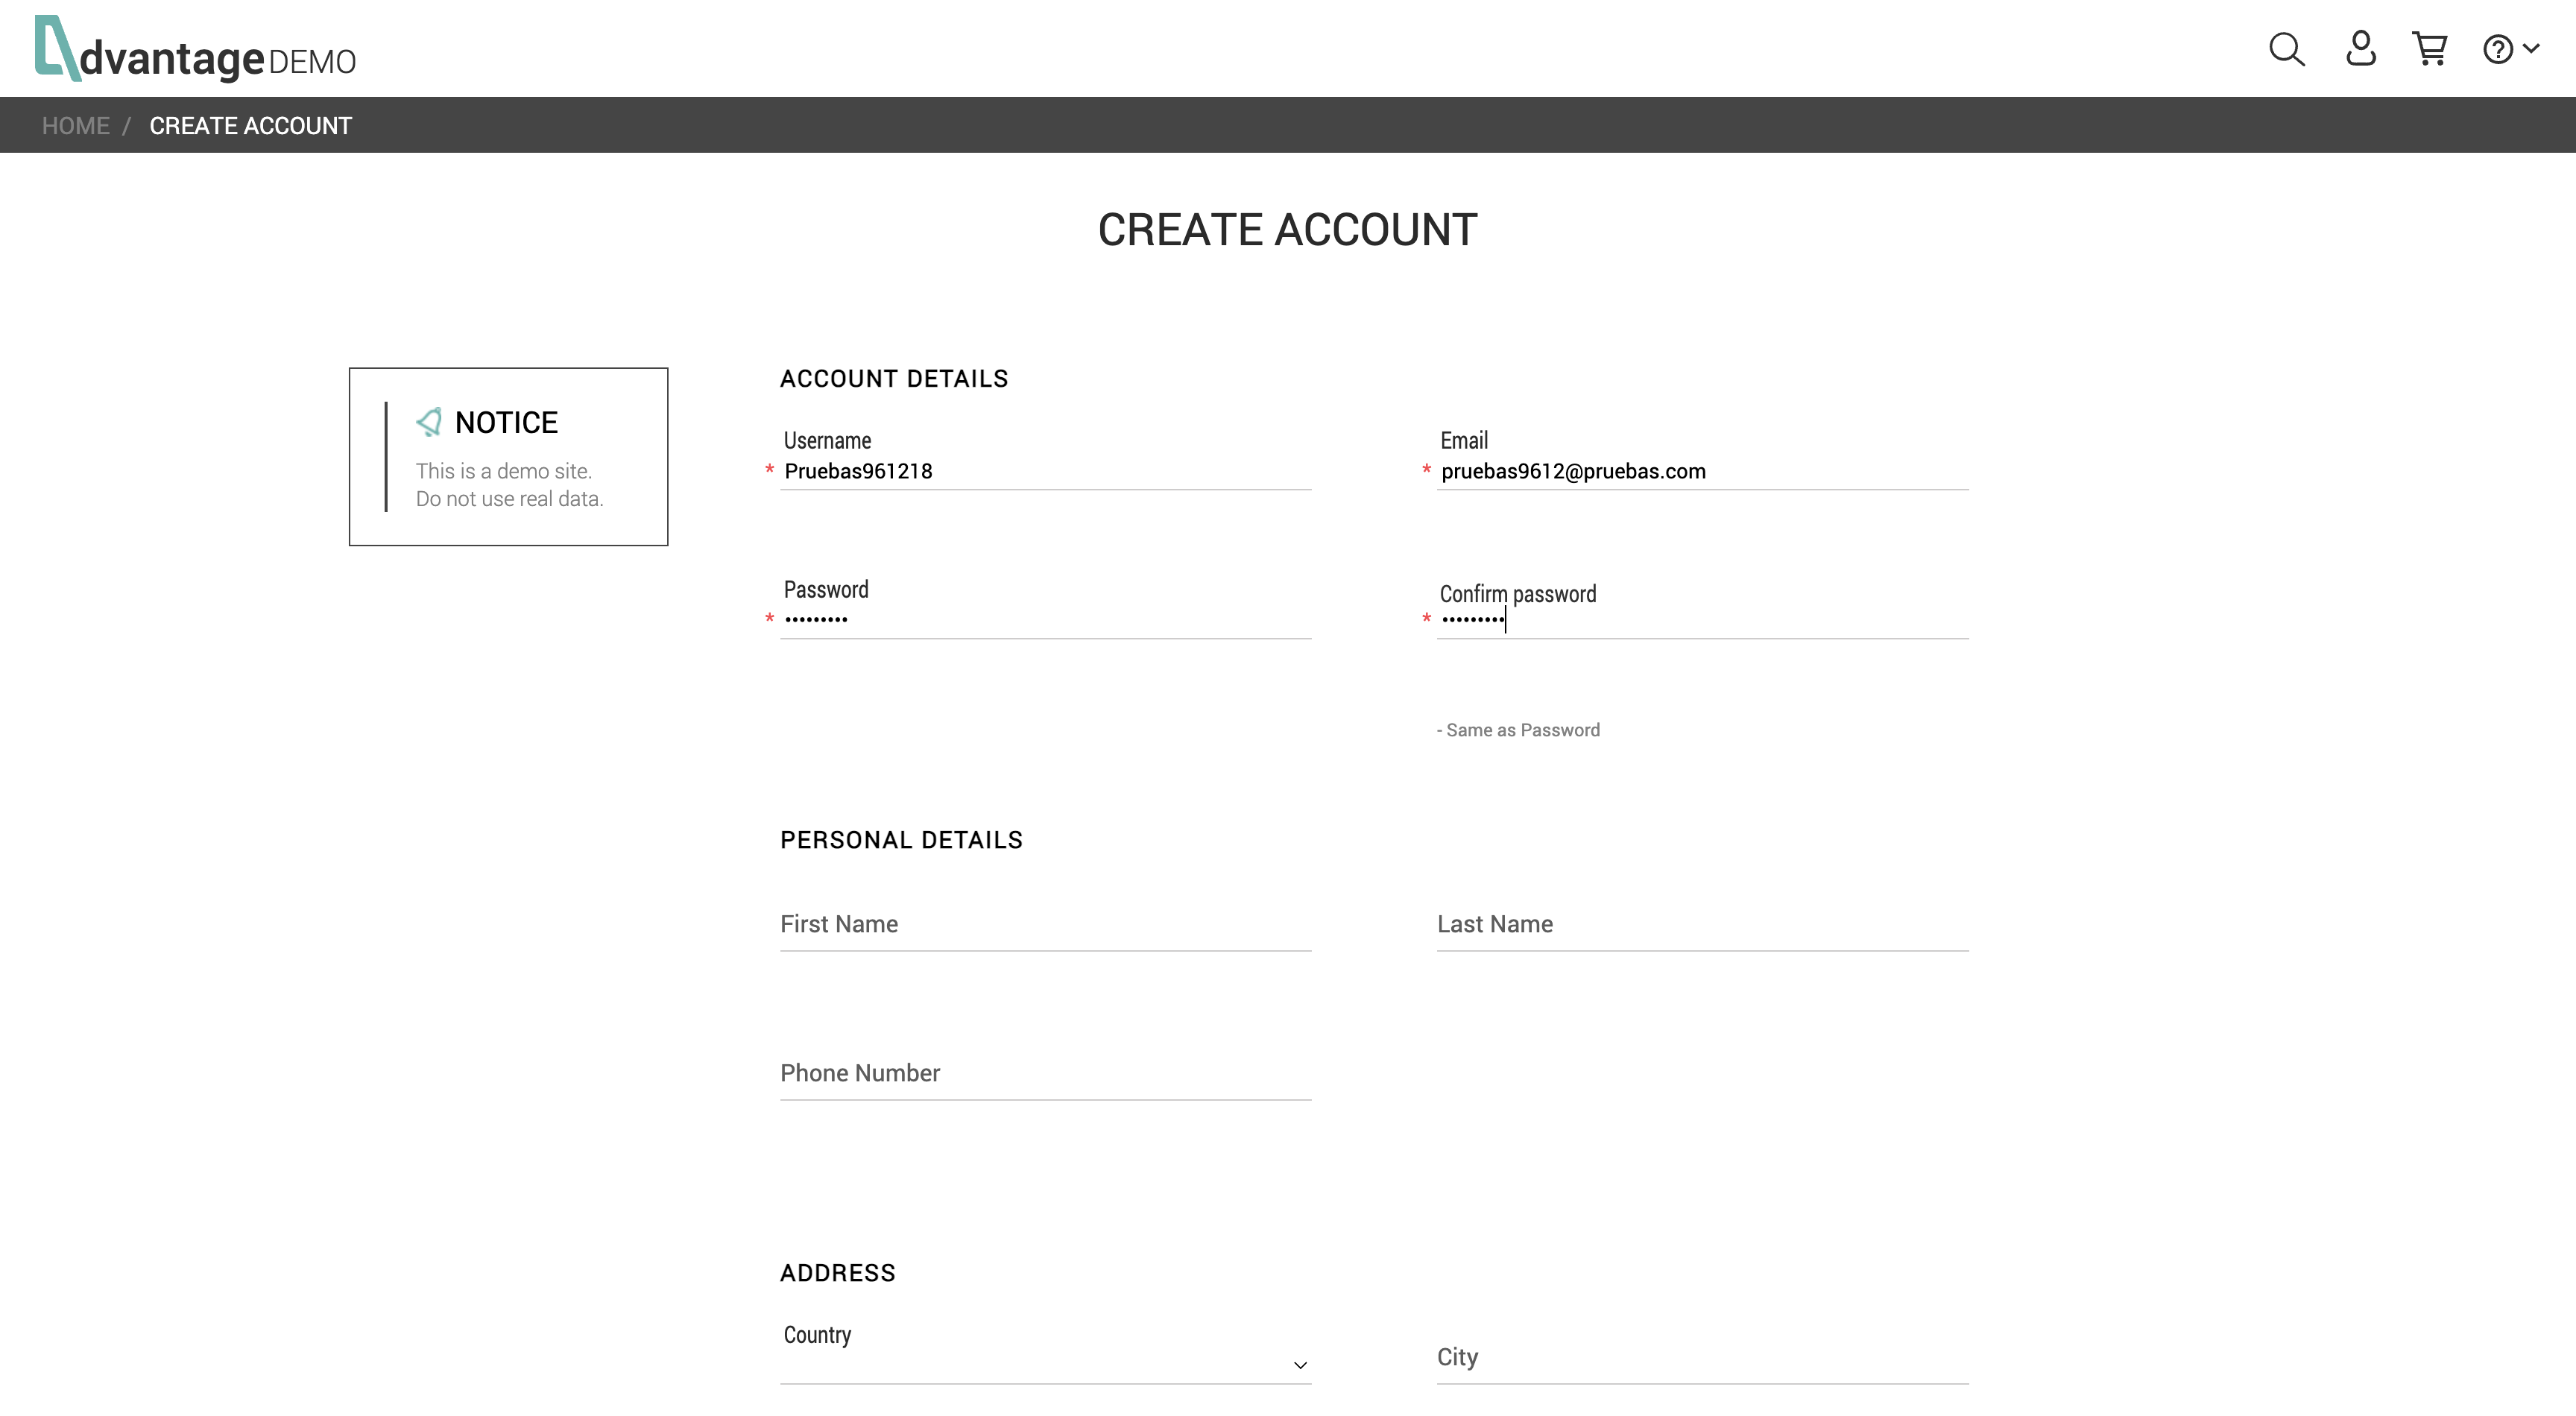 dvantage DEMO
HOME / CREATE ACCOUNT
CREATE ACCOUNT
NOTICE
This is a demo site.
Do not use real data.
ACCOUNT DETAILS
Username
* Pruebas961218
Email
* pruebas9612@pruebas.com
Password
* •••••••••
Confirm password
* •••••••••
- Same as Password
PERSONAL DETAILS
First Name
Last Name
Phone Number
ADDRESS
Country
City